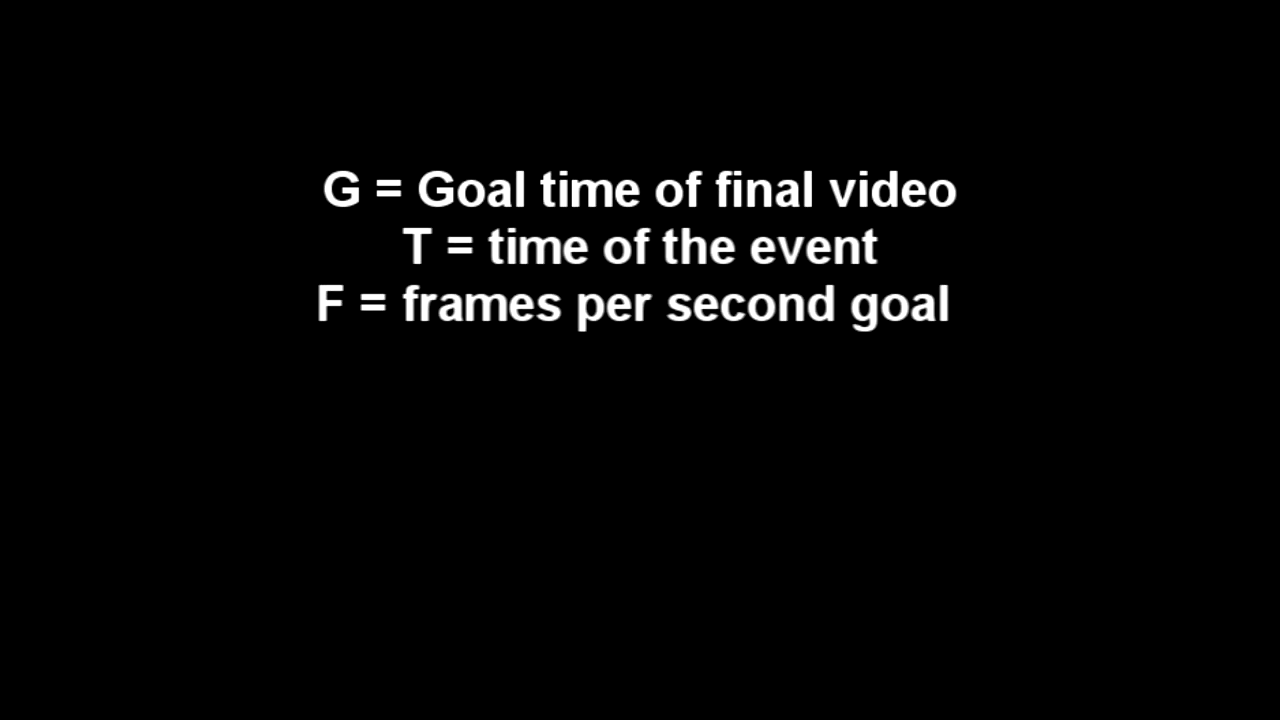 G = Goal time of final video
T = time of the event
F = frames per second goal